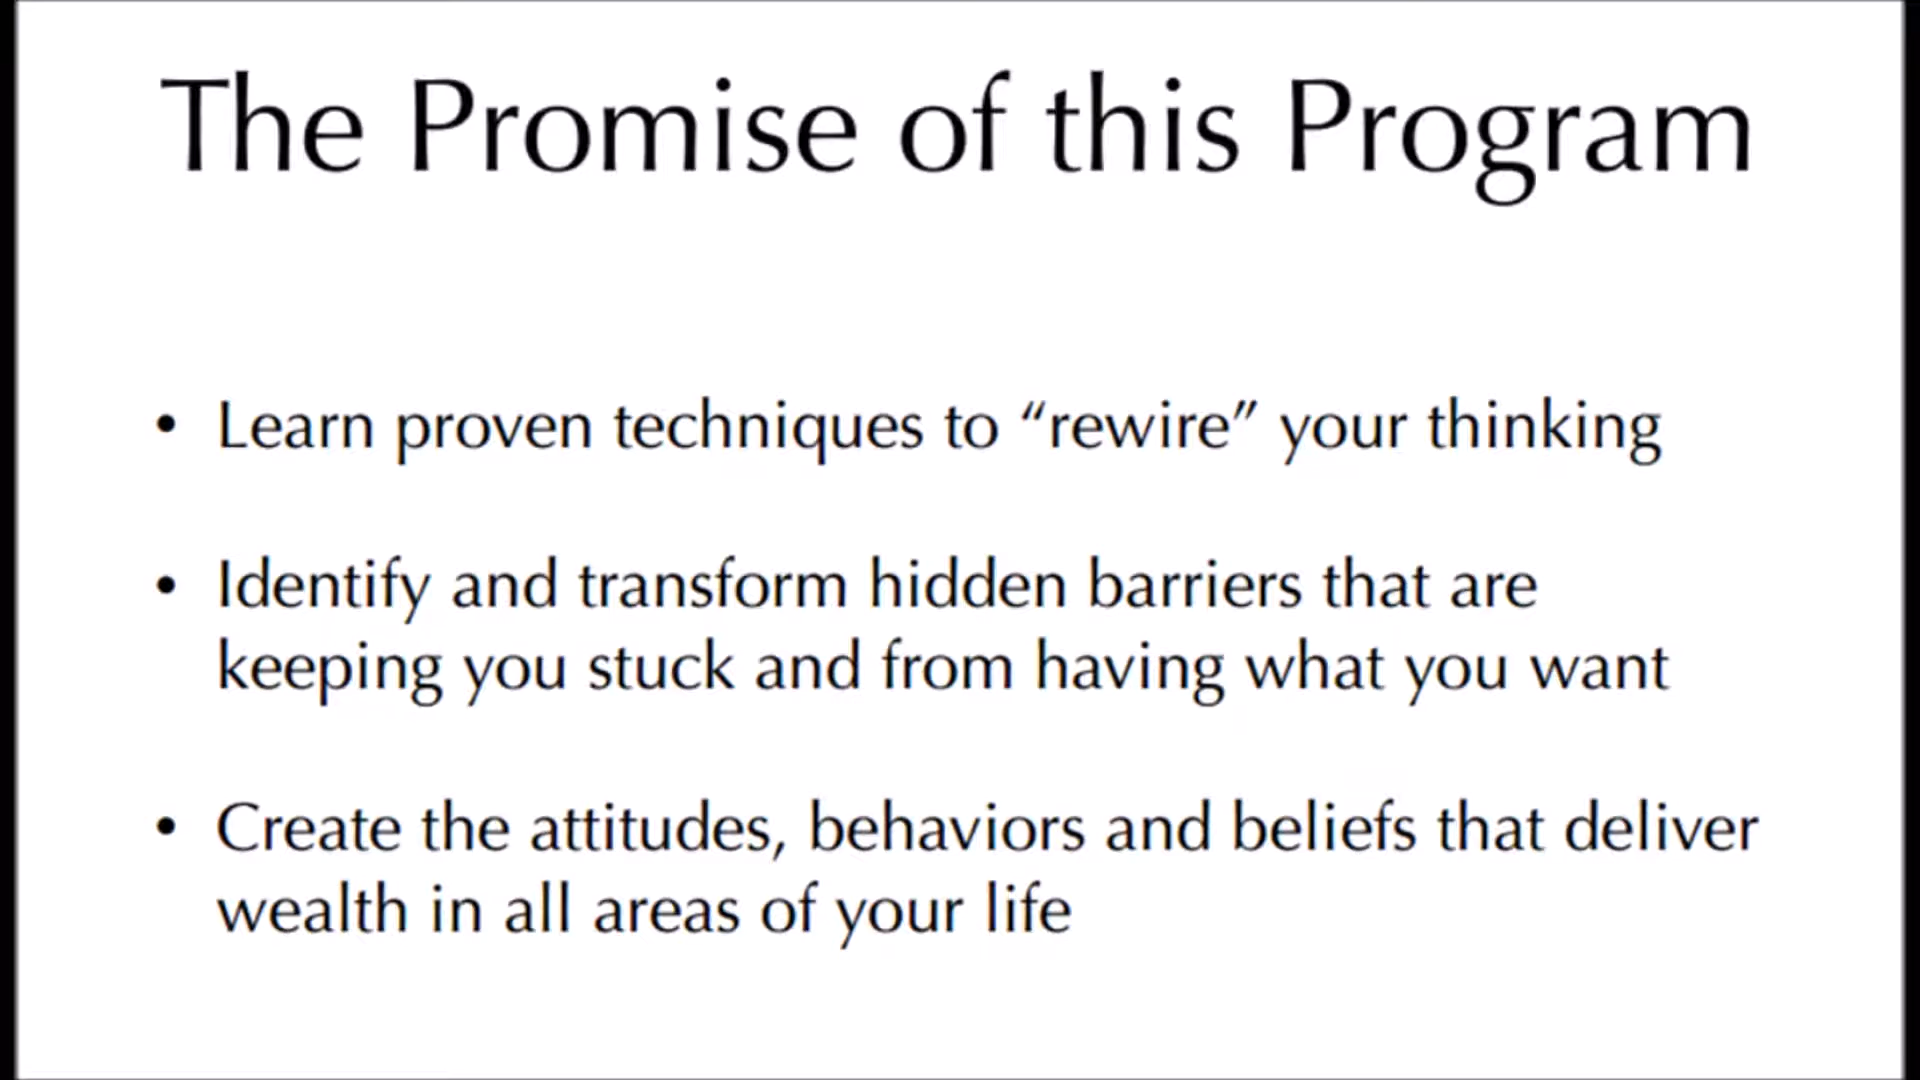 The Promise of this Program
• Learn proven techniques to “rewire” your thinking
• Identify and transform hidden barriers that are
keeping you stuck and from having what you want
• Create the attitudes, behaviors and beliefs that deliver
wealth in all areas of your life